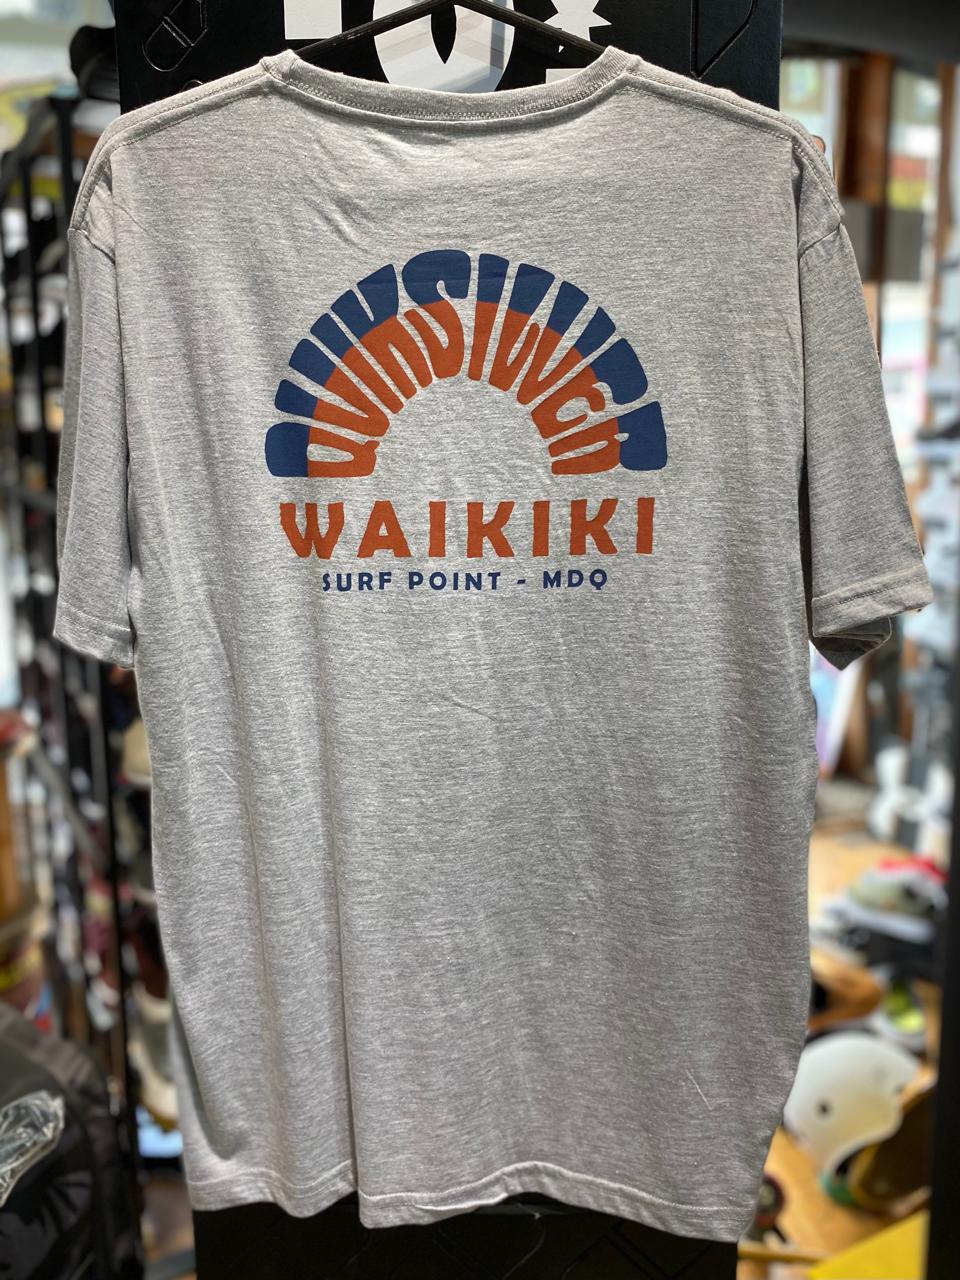 QUIKSILVER
WAIKIKI
SURF POINT - MDQ